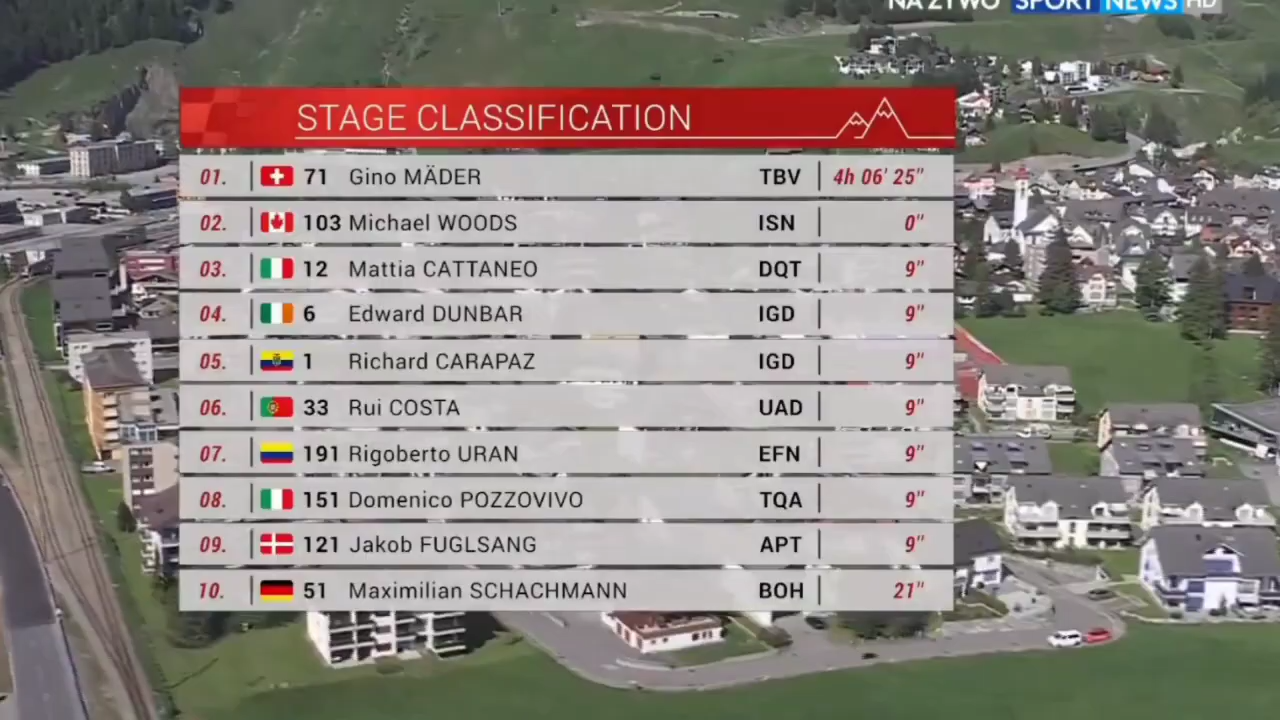 NA ŻYWO SPORT NEWS HD
STAGE CLASSIFICATION
01. 71 Gino MÄDER TBV 4h 06' 25"
02. 103 Michael WOODS ISN 0"
03. 12 Mattia CATTANEO DQT 9"
04. 6 Edward DUNBAR IGD 9"
05. 1 Richard CARAPAZ IGD 9"
06. 33 Rui COSTA UAD 9"
07. 191 Rigoberto URAN EFN 9"
08. 151 Domenico POZZOVIVO TQA 9"
09. 121 Jakob FUGLSANG APT 9"
10. 51 Maximilian SCHACHMANN BOH 21"